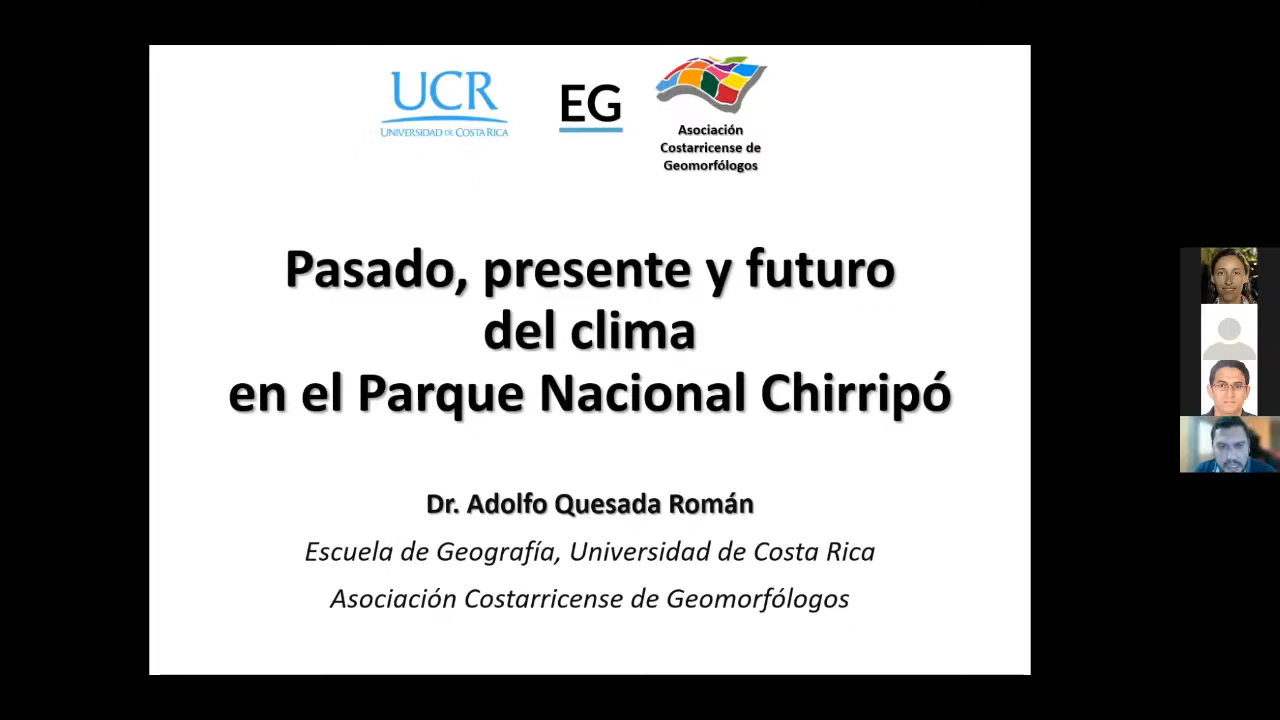 UCR
UNIVERSIDAD DE COSTA RICA
EG
Asociación
Costarricense de
Geomorfólogos
Pasado, presente y futuro
del clima
en el Parque Nacional Chirripó
Dr. Adolfo Quesada Román
Escuela de Geografía, Universidad de Costa Rica
Asociación Costarricense de Geomorfólogos